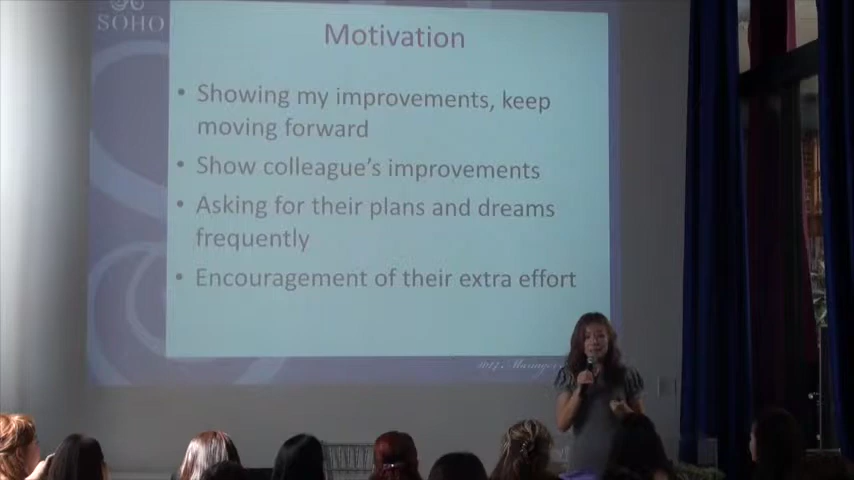 SOHO
Motivation
• Showing my improvements, keep
moving forward
• Show colleague's improvements
• Asking for their plans and dreams
frequently
• Encouragement of their extra effort